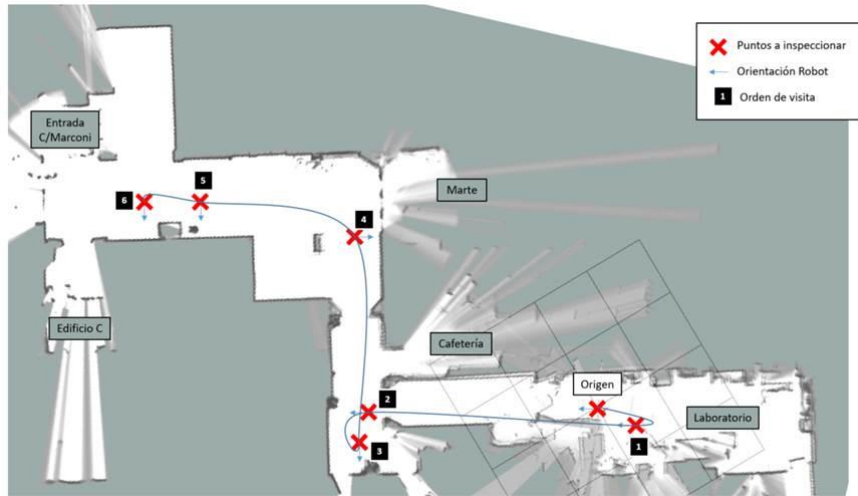 Puntos a inspeccionar
Orientación Robot
1 Orden de visita
Entrada
C/Marconi
5
6
Marte
4
Edificio C
Cafetería
Origen
2
Laboratorio
3
1